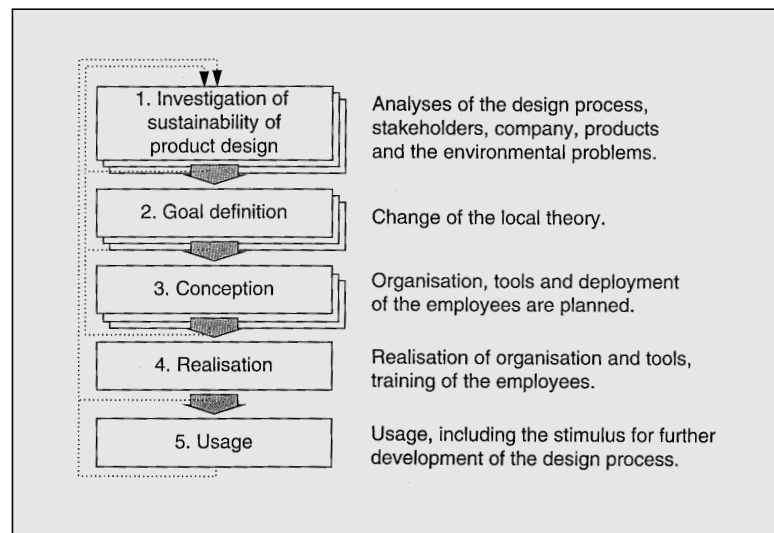 1. Investigation of
sustainability of
product design
Analyses of the design process,
stakeholders, company, products
and the environmental problems.
2. Goal definition
Change of the local theory.
3. Conception
Organisation, tools and deployment
of the employees are planned.
4. Realisation
Realisation of organisation and tools,
training of the employees.
5. Usage
Usage, including the stimulus for further
development of the design process.